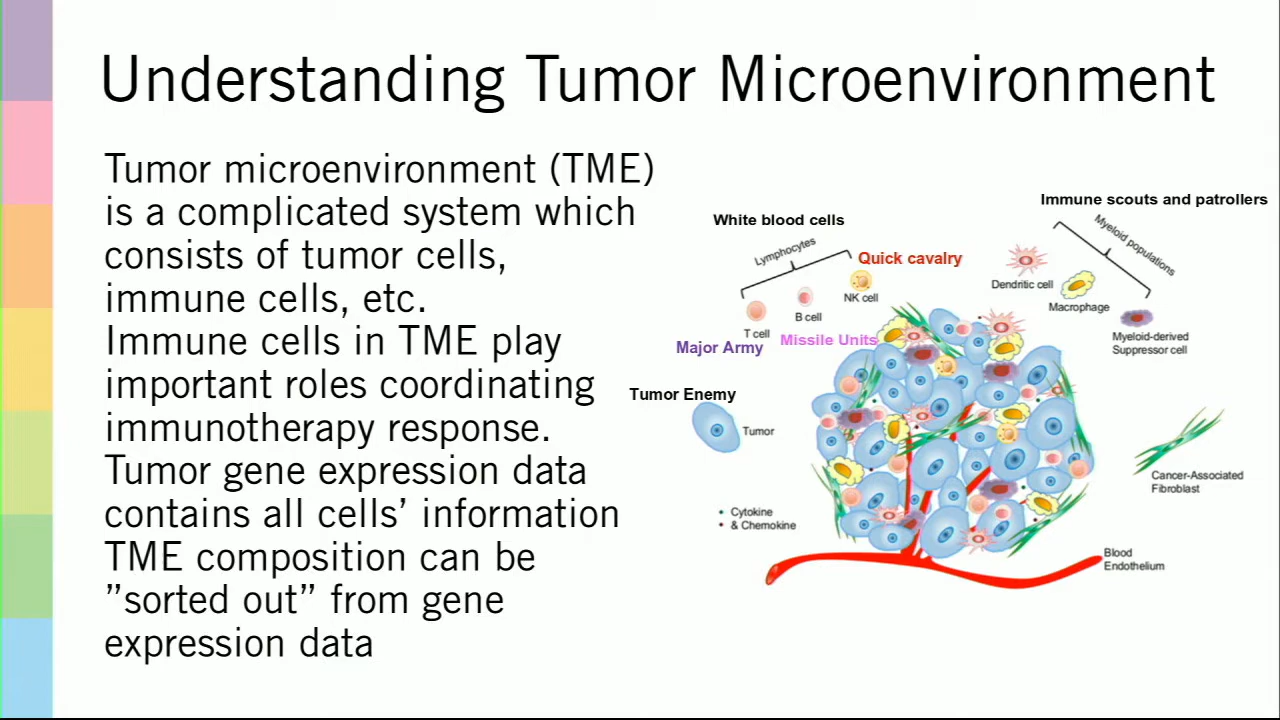 Understanding Tumor Microenvironment
Tumor microenvironment (TME)
is a complicated system which
consists of tumor cells,
immune cells, etc.
Immune cells in TME play
important roles coordinating
immunotherapy response.
Tumor gene expression data
contains all cells’ information
TME composition can be
”sorted out” from gene
expression data
Immune scouts and patrollers
White blood cells
Myeloid populations
Lymphocytes
Quick cavalry
Dendritic cell
NK cell
Macrophage
B cell
T cell
Missile Units
Major Army
Myeloid-derived
Suppressor cell
Tumor Enemy
Tumor
Cancer-Associated
Fibroblast
Cytokine
& Chemokine
Blood
Endothelium